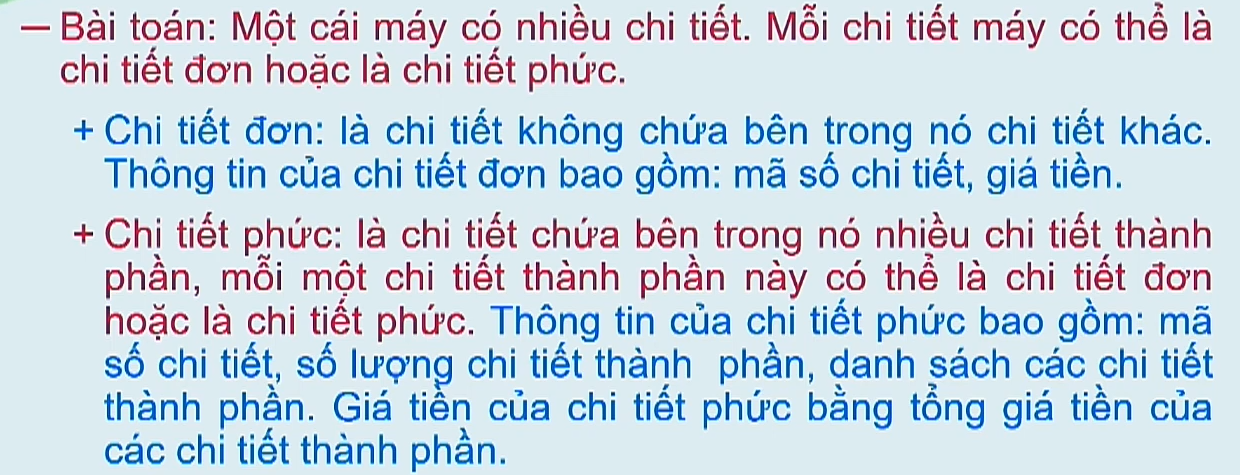 — Bài toán: Một cái máy có nhiều chi tiết. Mỗi chi tiết máy có thể là
chi tiết đơn hoặc là chi tiết phức.
+ Chi tiết đơn: là chi tiết không chứa bên trong nó chi tiết khác.
Thông tin của chi tiết đơn bao gồm: mã số chi tiết, giá tiền.
+ Chi tiết phức: là chi tiết chứa bên trong nó nhiều chi tiết thành
phần, mỗi một chi tiết thành phần này có thể là chi tiết đơn
hoặc là chi tiết phức. Thông tin của chi tiết phức bao gồm: mã
số chi tiết, số lượng chi tiết thành phần, danh sách các chi tiết
thành phần. Giá tiền của chi tiết phức bằng tổng giá tiền của
các chi tiết thành phần.